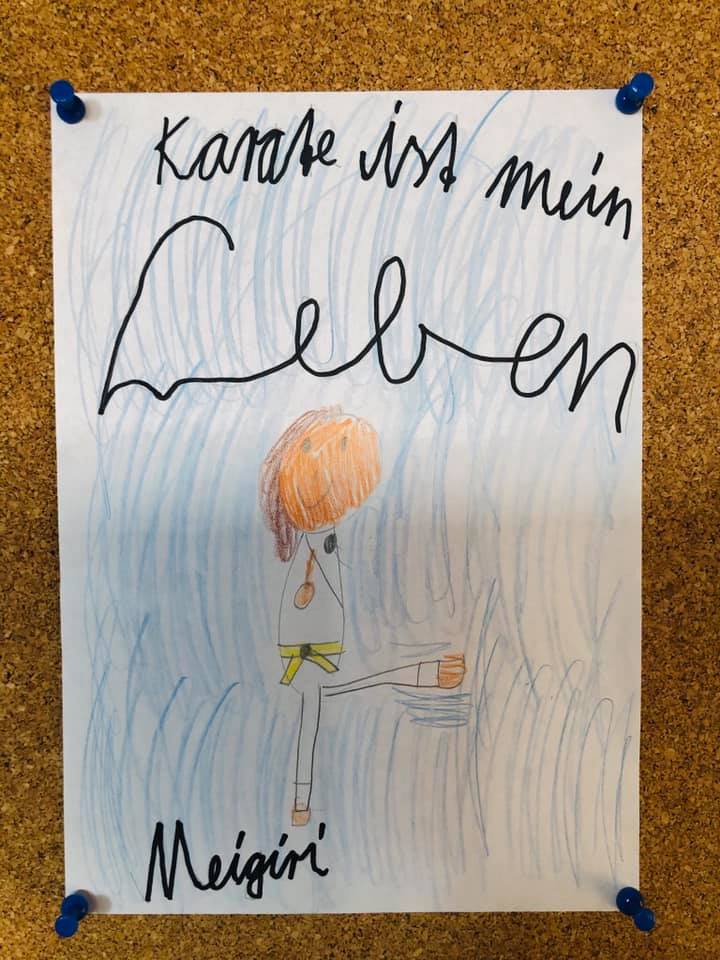 Karate ist mein
Leben
Meigiri